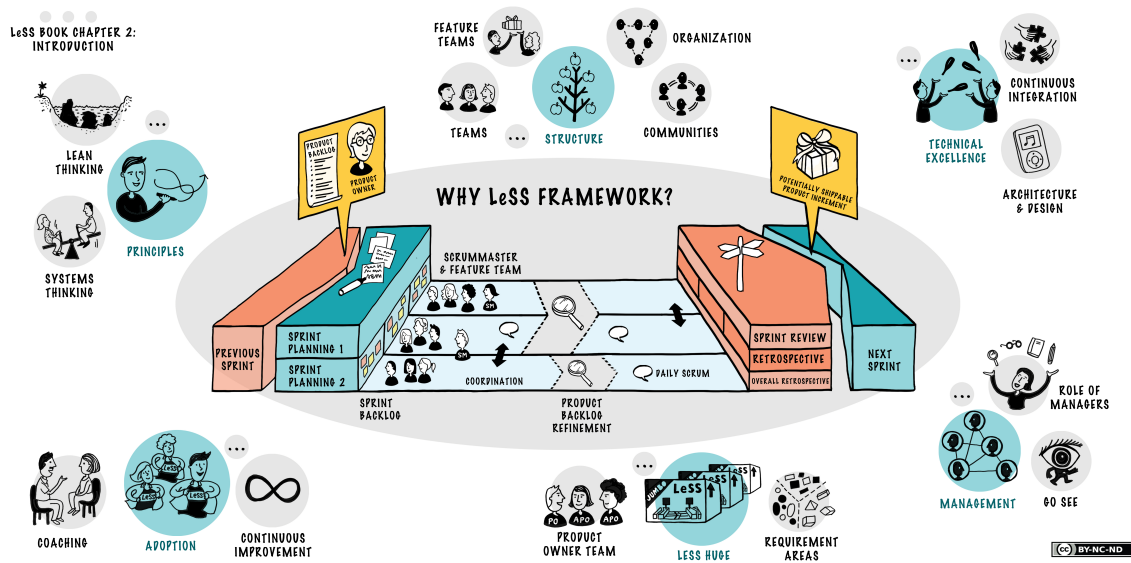 LeSS BOOK CHAPTER 2:
INTRODUCTION
LEAN
THINKING
SYSTEMS
THINKING
PRINCIPLES
FEATURE
TEAMS
TEAMS
STRUCTURE
ORGANIZATION
COMMUNITIES
CONTINUOUS
INTEGRATION
TECHNICAL
EXCELLENCE
ARCHITECTURE
& DESIGN
PRODUCT
BACKLOG
PRODUCT
OWNER
POTENTIALLY SHIPPABLE
PRODUCT INCREMENT
WHY LeSS FRAMEWORK?
SCRUMMASTER
& FEATURE TEAM
SM
SM
PREVIOUS
SPRINT
SPRINT
PLANNING 1
SPRINT
PLANNING 2
COORDINATION
DAILY SCRUM
SPRINT REVIEW
RETROSPECTIVE
OVERALL RETROSPECTIVE
NEXT
SPRINT
SPRINT
BACKLOG
PRODUCT
BACKLOG
REFINEMENT
ROLE OF
MANAGERS
MANAGEMENT
GO SEE
COACHING
LeSS
LeSS
LeSS
ADOPTION
CONTINUOUS
IMPROVEMENT
PO
APO
APO
PRODUCT
OWNER TEAM
JUMBO
LeSS
LeSS
LeSS
LESS HUGE
REQUIREMENT
AREAS
cc BY-NC-ND